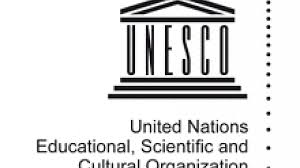 UNESCO
United Nations
Educational, Scientific and
Cultural Organization